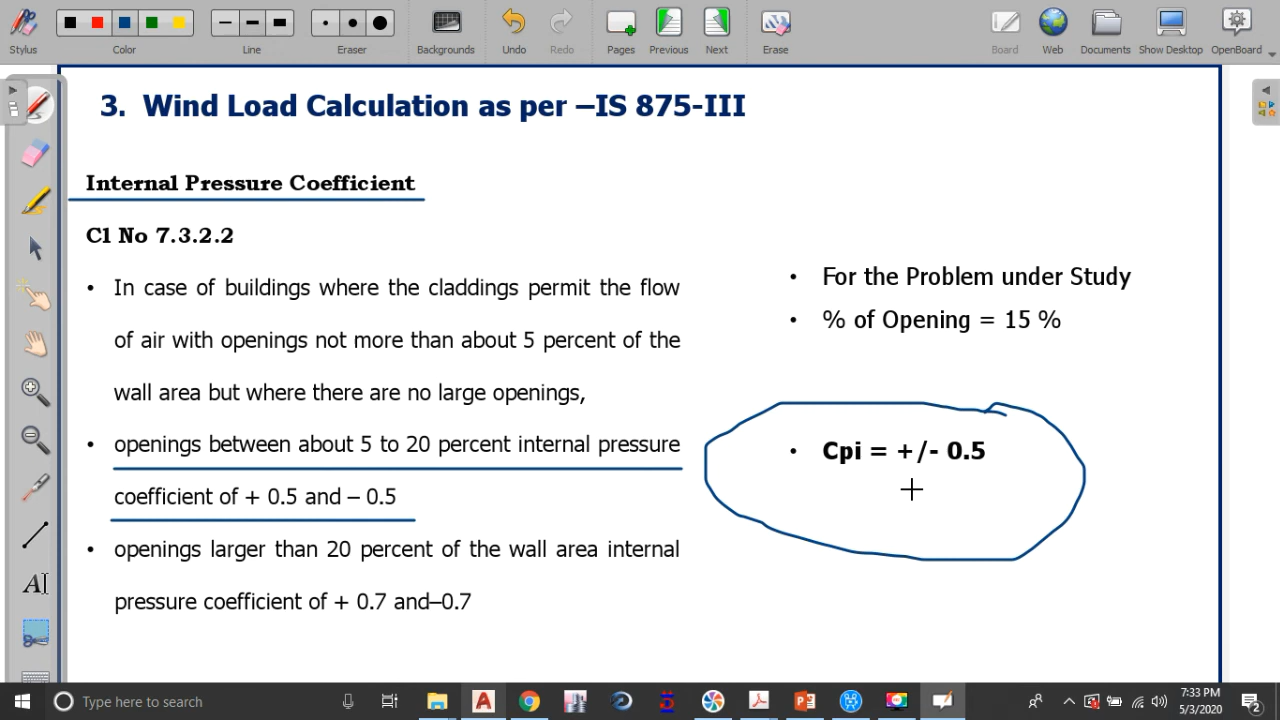 Stylus
Color
Line
Eraser
Backgrounds
Undo
Redo
Pages
Previous
Next
Erase
Board
Web
Documents
Show Desktop
OpenBoard
3. Wind Load Calculation as per –IS 875-III
Internal Pressure Coefficient
Cl No 7.3.2.2
• In case of buildings where the claddings permit the flow
of air with openings not more than about 5 percent of the
wall area but where there are no large openings,
• openings between about 5 to 20 percent internal pressure
coefficient of + 0.5 and – 0.5
• openings larger than 20 percent of the wall area internal
pressure coefficient of + 0.7 and–0.7
• For the Problem under Study
• % of Opening = 15 %
• Cpi = +/- 0.5
Type here to search
7:33 PM
5/3/2020